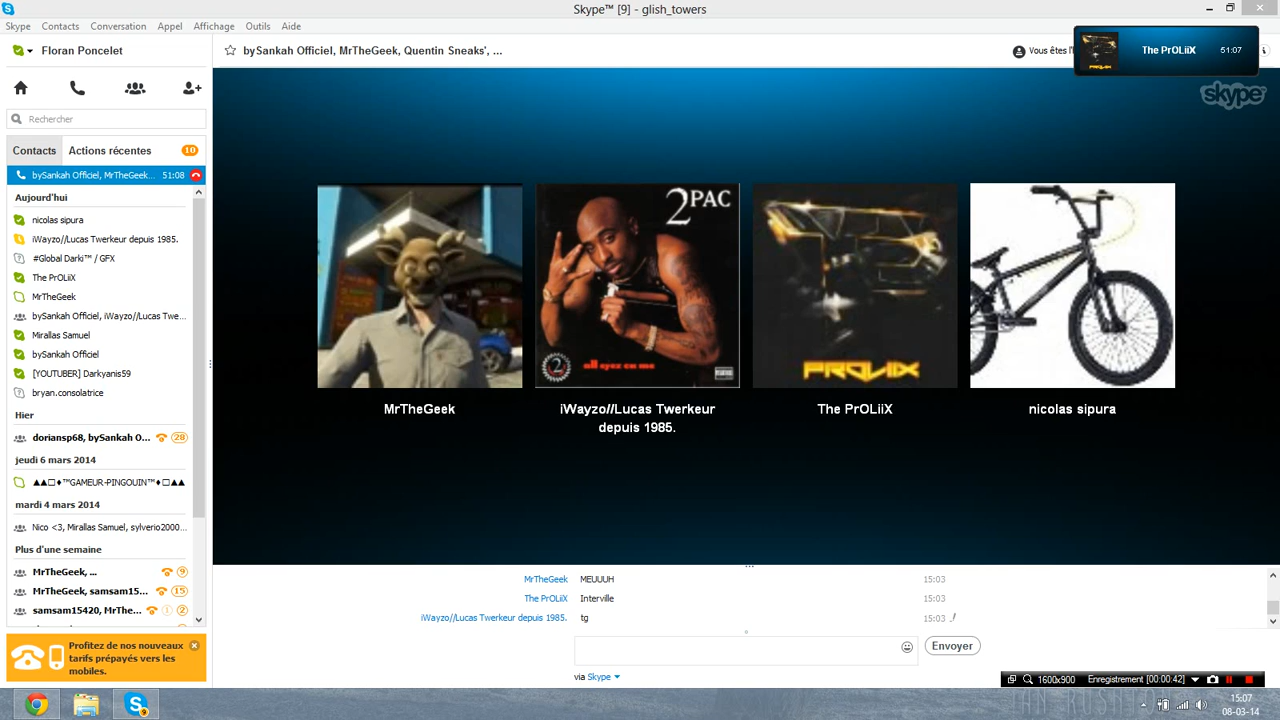 Skype™ [9] - glish_towers
Skype Contacts Conversation Appel Affichage Outils Aide
Floran Poncelet
bySankah Officiel, MrTheGeek, Quentin Sneaks', ...
Vous êtes l'
The PrOLiiX 51:07
skype
Rechercher
Contacts Actions récentes 10
bySankah Officiel, MrTheGeek... 51:08
Aujourd'hui
nicolas sipura
iWayzo//Lucas Twerkeur depuis 1985.
#Global Darki™ / GFX
The PrOLiiX
MrTheGeek
bySankah Officiel, iWayzo//Lucas Twe...
Mirallas Samuel
bySankah Officiel
[YOUTUBER] Darkyanis59
bryan.consolatrice
Hier
doriansp68, bySankah O... 28
jeudi 6 mars 2014
▲▲□♦™GAMEUR-PINGOUIN™♦□▲▲
mardi 4 mars 2014
Nico <3, Mirallas Samuel, sylverio2000...
Plus d'une semaine
MrTheGeek, ... 9
MrTheGeek, samsam15... 15
samsam15420, MrThe... 2
Profitez de nos nouveaux
tarifs prépayés vers les
mobiles.
2PAC
all eyez on me
PROLIIX
MrTheGeek
iWayzo//Lucas Twerkeur
depuis 1985.
The PrOLiiX
nicolas sipura
MrTheGeek MEUUUH 15:03
The PrOLiiX Interville 15:03
iWayzo//Lucas Twerkeur depuis 1985. tg 15:03
Envoyer
via Skype
1600x900 Enregistrement [00:00:42]
15:07
08-03-14